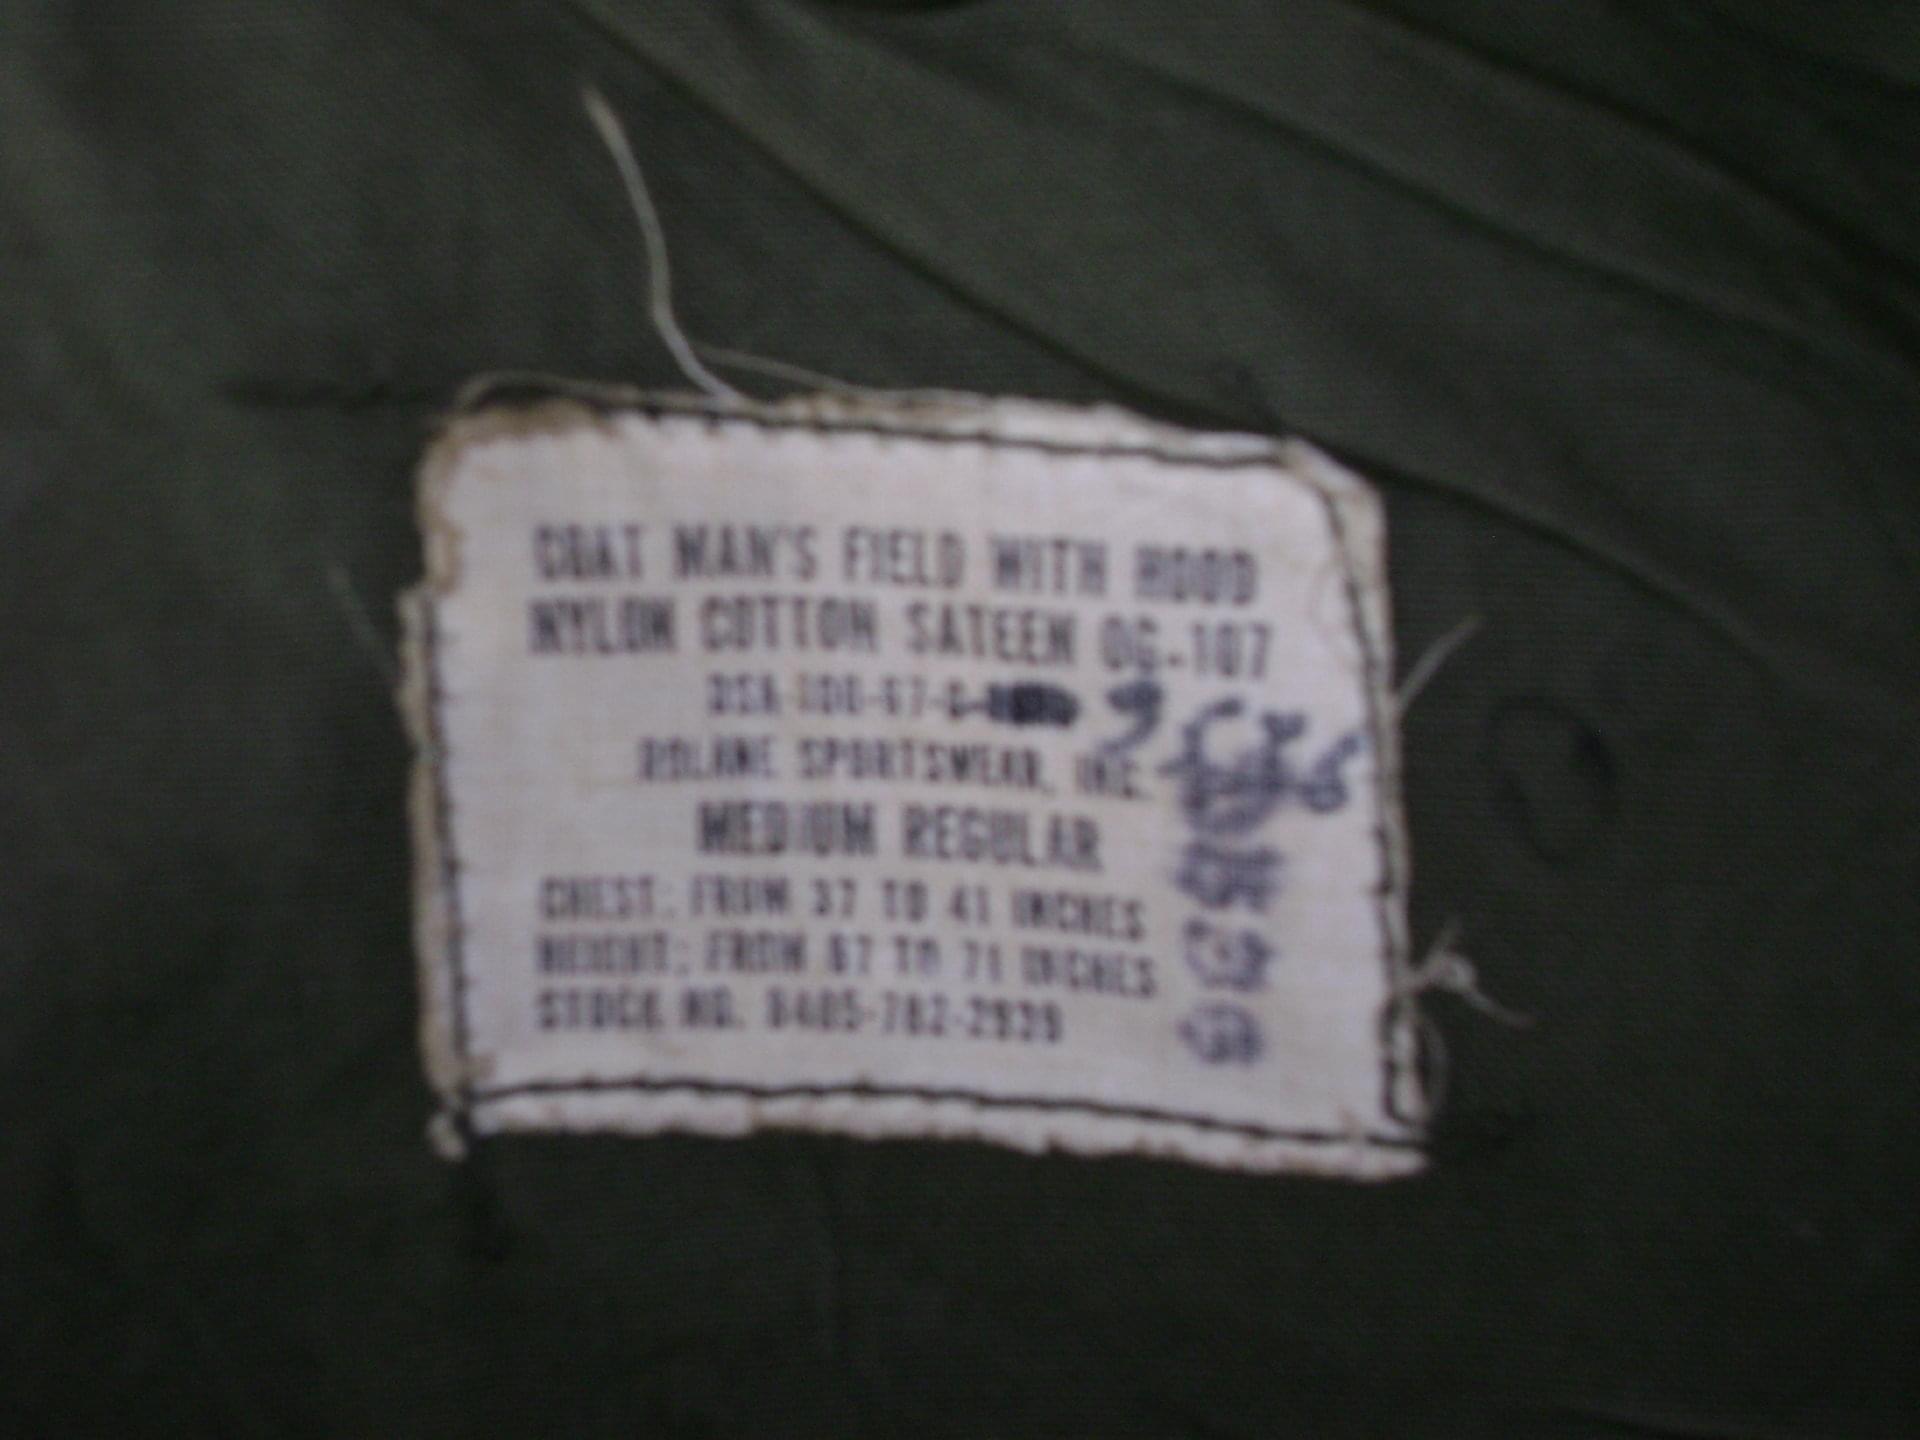 COAT MAN'S FIELD WITH HOOD
NYLON COTTON SATEEN OG-107
DSA-100-67-C-
ROLANE SPORTSWEAR, INC.
MEDIUM REGULAR
CHEST: FROM 37 TO 41 INCHES
HEIGHT: FROM 67 TO 71 INCHES
STOCK NO. 8405-782-2939